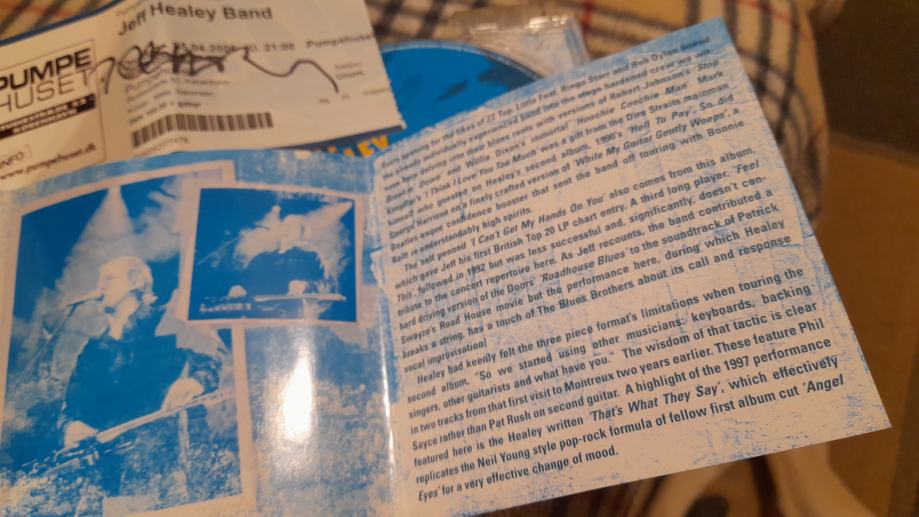 Jeff Healey Band
25.04.200 kl. 21:00 Pumpehuset
PUMPE
HUSET
INFO
www.pumpehuset.dk
the likes of ZZ Top, Little Feat, Ringo Starr and Bob Dylan honed
the already individually experienced band into the stage hardened crew we
here delving into their blues roots with versions of Robert Johnson's 'Stop
Down' and Willie Dixon's immortal 'Hoochie Coochie Man'. Mark
Knopfler's 'I Think I Love You Too Much' was a gift from the Dire Straits mainman
himself who guested on Healey's second album, 1990's 'Hell To Pay'. So did
George Harrison on a finely crafted version of 'While My Guitar Gently Weeps', a
Beatles esque confidence booster that sent the band off touring with Bonnie
Raitt in understandably high spirits.
The self penned 'I Can't Get My Hands On You' also comes from this album,
which gave Jeff his first British Top 20 LP chart entry. A third long player, 'Feel
This', followed in 1992 but was less successful and, significantly, doesn't con-
tribute to the concert repertoire here. As Jeff recounts, the band contributed a
hard driving version of the Doors' 'Roadhouse Blues' to the soundtrack of Patrick
Swayze's Road House movie but the performance here, during which Healey
breaks a string, has a touch of The Blues Brothers about its call and response
vocal improvisation!
Healey had keenly felt the three piece format's limitations when touring the
second album. "So we started using other musicians: keyboards, backing
singers, other guitarists and what have you." The wisdom of that tactic is clear
in two tracks from that first visit to Montreux two years earlier. These feature Phil
Sayce rather than Pat Rush on second guitar. A highlight of the 1997 performance
featured here is the Healey written 'That's What They Say', which effectively
replicates the Neil Young style pop-rock formula of fellow first album cut 'Angel
Eyes' for a very effective change of mood.